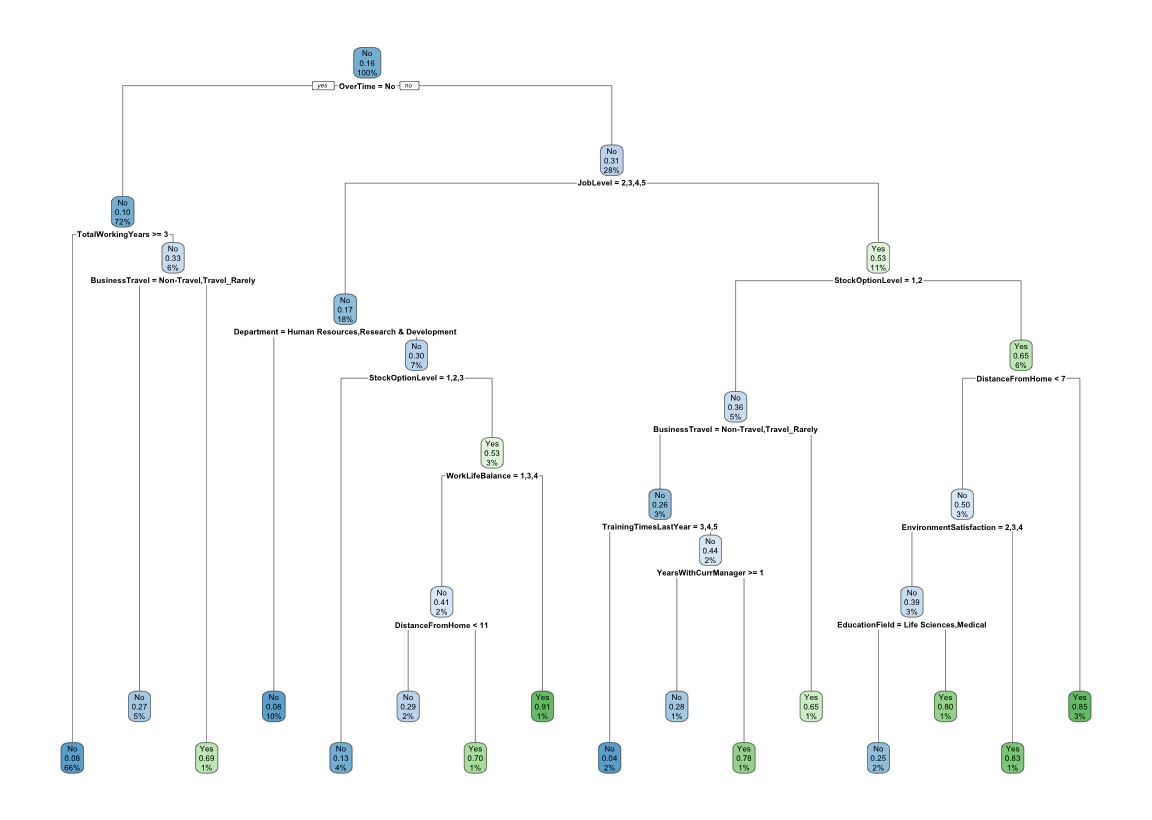 No
0.16
100%
yes
OverTime = No
no
No
0.31
28%
JobLevel = 2,3,4,5
No
0.10
72%
TotalWorkingYears >= 3
No
0.33
6%
BusinessTravel = Non-Travel,Travel_Rarely
Yes
0.53
11%
StockOptionLevel = 1,2
No
0.17
18%
Department = Human Resources,Research & Development
No
0.30
7%
StockOptionLevel = 1,2,3
Yes
0.65
6%
DistanceFromHome < 7
No
0.36
5%
BusinessTravel = Non-Travel,Travel_Rarely
Yes
0.53
3%
WorkLifeBalance = 1,3,4
No
0.26
3%
TrainingTimesLastYear = 3,4,5
No
0.50
3%
EnvironmentSatisfaction = 2,3,4
No
0.44
2%
YearsWithCurrManager >= 1
No
0.41
2%
DistanceFromHome < 11
No
0.39
3%
EducationField = Life Sciences,Medical
No
0.27
5%
No
0.08
10%
No
0.29
2%
Yes
0.91
1%
No
0.28
1%
Yes
0.65
1%
Yes
0.80
1%
Yes
0.85
3%
No
0.08
66%
Yes
0.69
1%
No
0.13
4%
Yes
0.70
1%
No
0.04
2%
Yes
0.78
1%
No
0.25
2%
Yes
0.83
1%